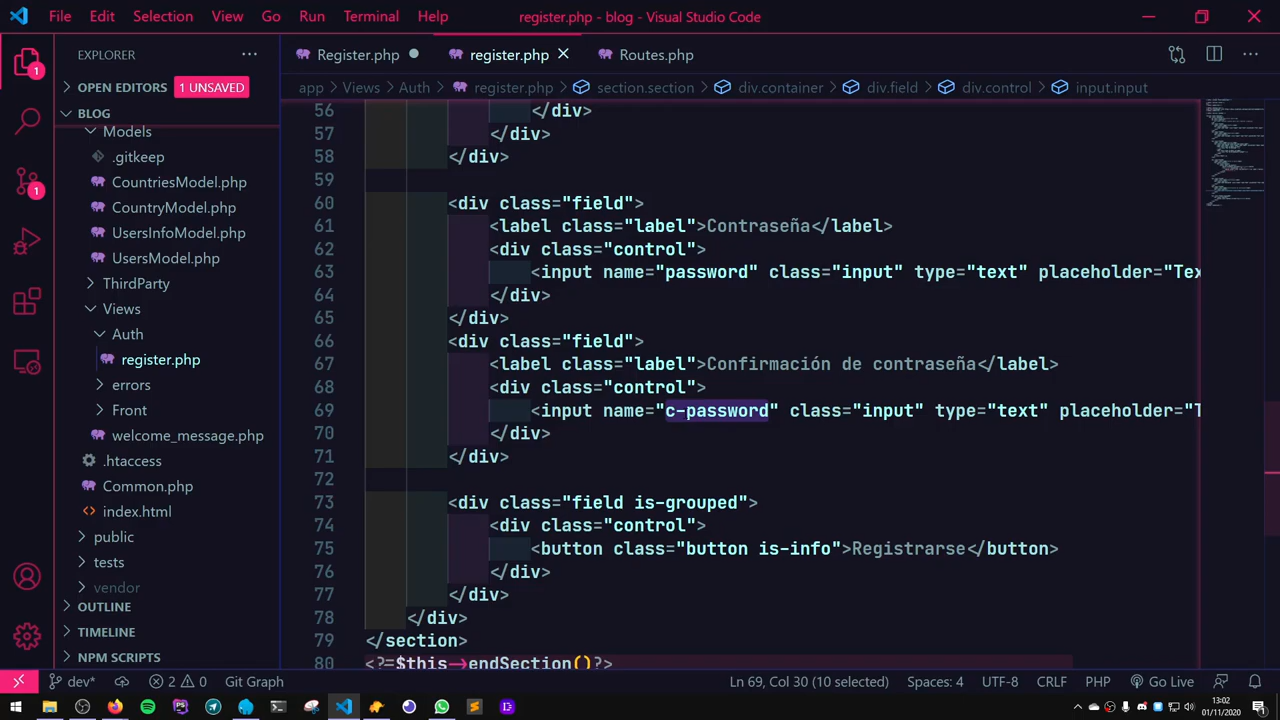 File Edit Selection View Go Run Terminal Help register.php - blog - Visual Studio Code
EXPLORER
Register.php register.php Routes.php
OPEN EDITORS 1 UNSAVED
app > Views > Auth > register.php > section.section > div.container > div.field > div.control > input.input
BLOG
Models
.gitkeep
CountriesModel.php
CountryModel.php
UsersInfoModel.php
UsersModel.php
ThirdParty
Views
Auth
register.php
errors
Front
welcome_message.php
.htaccess
Common.php
index.html
public
tests
vendor
OUTLINE
TIMELINE
NPM SCRIPTS
1
1
56 </div>
57 </div>
58 </div>
59
60 <div class="field">
61 <label class="label">Contraseña</label>
62 <div class="control">
63 <input name="password" class="input" type="text" placeholder="Tex
64 </div>
65 </div>
66 <div class="field">
67 <label class="label">Confirmación de contraseña</label>
68 <div class="control">
69 <input name="c-password" class="input" type="text" placeholder="T
70 </div>
71 </div>
72
73 <div class="field is-grouped">
74 <div class="control">
75 <button class="button is-info">Registrarse</button>
76 </div>
77 </div>
78 </div>
79 </section>
80 <?=$this->endSection()?>
dev* 2 0 Git Graph Ln 69, Col 30 (10 selected) Spaces: 4 UTF-8 CRLF PHP Go Live
13:02
01/11/2020